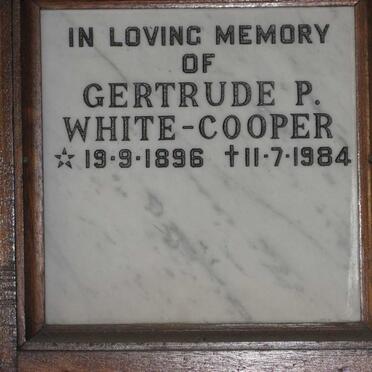 IN LOVING MEMORY
OF
GERTRUDE P.
WHITE-COOPER
☆ 19·9·1896 †11·7·1984